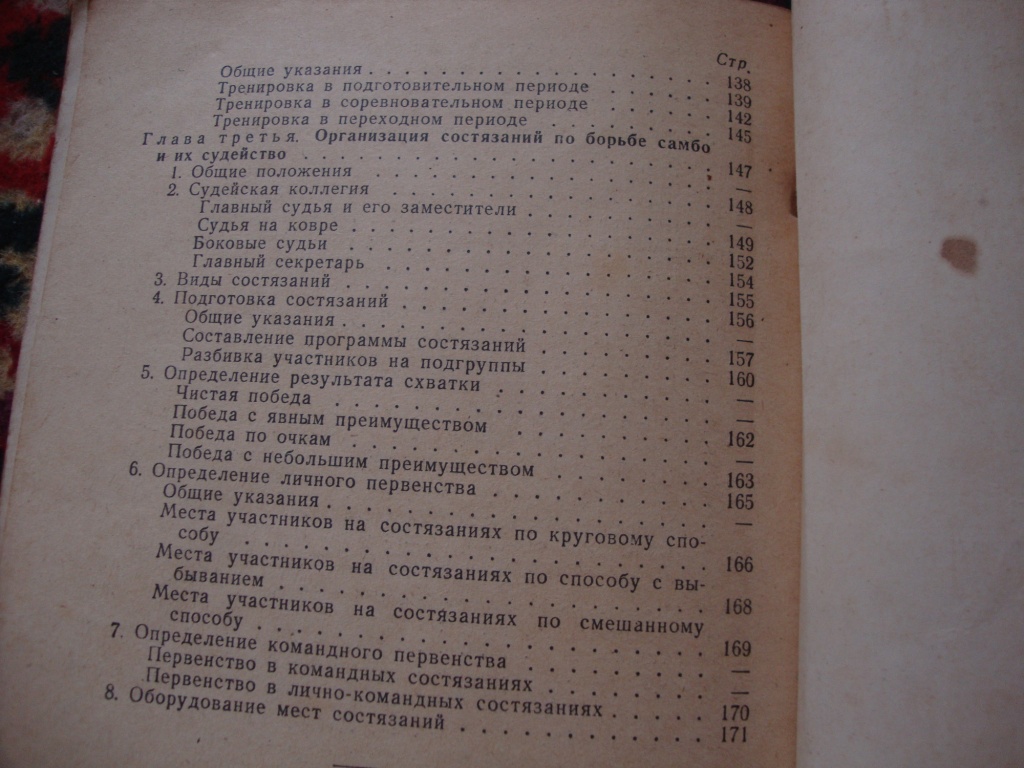 Стр.
Общие указания . . . . . . . . . . 138
Тренировка в подготовительном периоде . . . . 139
Тренировка в соревновательном периоде . . . . 142
Тренировка в переходном периоде . . . . . . 145
Глава третья. Организация состязаний по борьбе самбо
и их судейство . . . . . . . . . . 147
1. Общие положения . . . . . . . . . . —
2. Судейская коллегия . . . . . . . . . . 148
Главный судья и его заместители . . . . . . —
Судья на ковре . . . . . . . . . . 149
Боковые судьи . . . . . . . . . . 152
Главный секретарь . . . . . . . . . . 154
3. Виды состязаний . . . . . . . . . . 155
4. Подготовка состязаний . . . . . . . . . . 156
Общие указания . . . . . . . . . . —
Составление программы состязаний . . . . . . 157
Разбивка участников на подгруппы . . . . . . 160
5. Определение результата схватки . . . . . . . —
Чистая победа . . . . . . . . . . —
Победа с явным преимуществом . . . . . . . 162
Победа по очкам . . . . . . . . . . —
Победа с небольшим преимуществом . . . . . . 163
6. Определение личного первенства . . . . . . . 165
Общие указания . . . . . . . . . . —
Места участников на состязаниях по круговому спо-
собу . . . . . . . . . . 166
Места участников на состязаниях по способу с вы-
быванием . . . . . . . . . . 168
Места участников на состязаниях по смешанному
способу . . . . . . . . . . 169
7. Определение командного первенства . . . . . . —
Первенство в командных состязаниях . . . . . . —
Первенство в лично-командных состязаниях . . . . 170
8. Оборудование мест состязаний . . . . . . . . 171